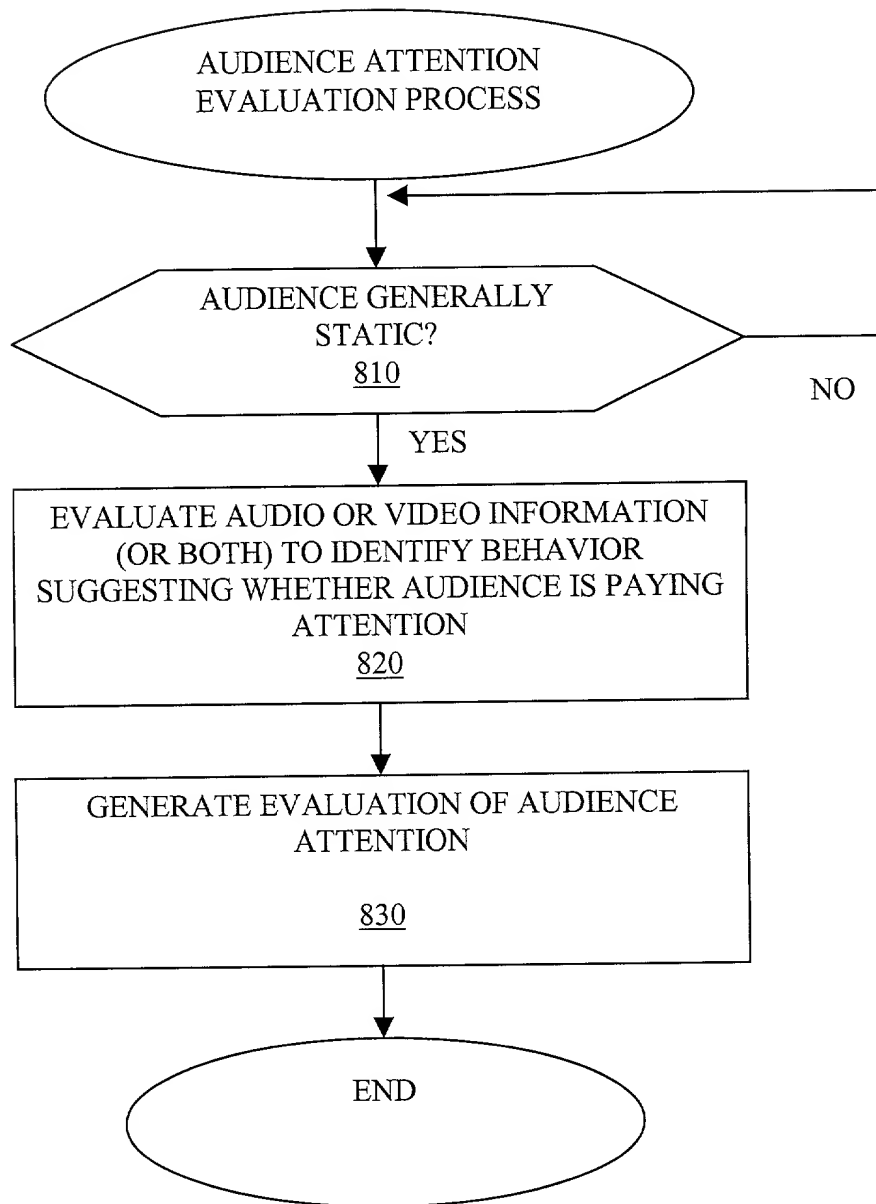 AUDIENCE ATTENTION
EVALUATION PROCESS
AUDIENCE GENERALLY
STATIC?
810
NO
YES
EVALUATE AUDIO OR VIDEO INFORMATION
(OR BOTH) TO IDENTIFY BEHAVIOR
SUGGESTING WHETHER AUDIENCE IS PAYING
ATTENTION
820
GENERATE EVALUATION OF AUDIENCE
ATTENTION
830
END